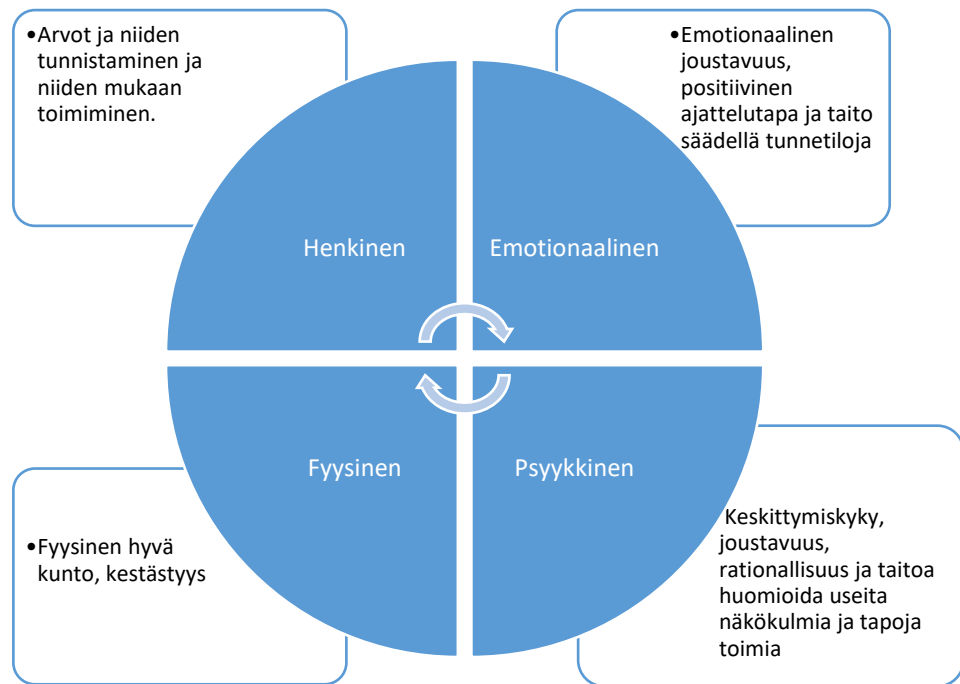 •Arvot ja niiden
tunnistaminen ja
niiden mukaan
toimiminen.
•Emotionaalinen
joustavuus,
positiivinen
ajattelutapa ja taito
säädellä tunnetiloja
Henkinen
Emotionaalinen
Fyysinen
Psyykkinen
•Fyysinen hyvä
kunto, kestästyys
Keskittymiskyky,
joustavuus,
rationallisuus ja taitoa
huomioida useita
näkökulmia ja tapoja
toimia